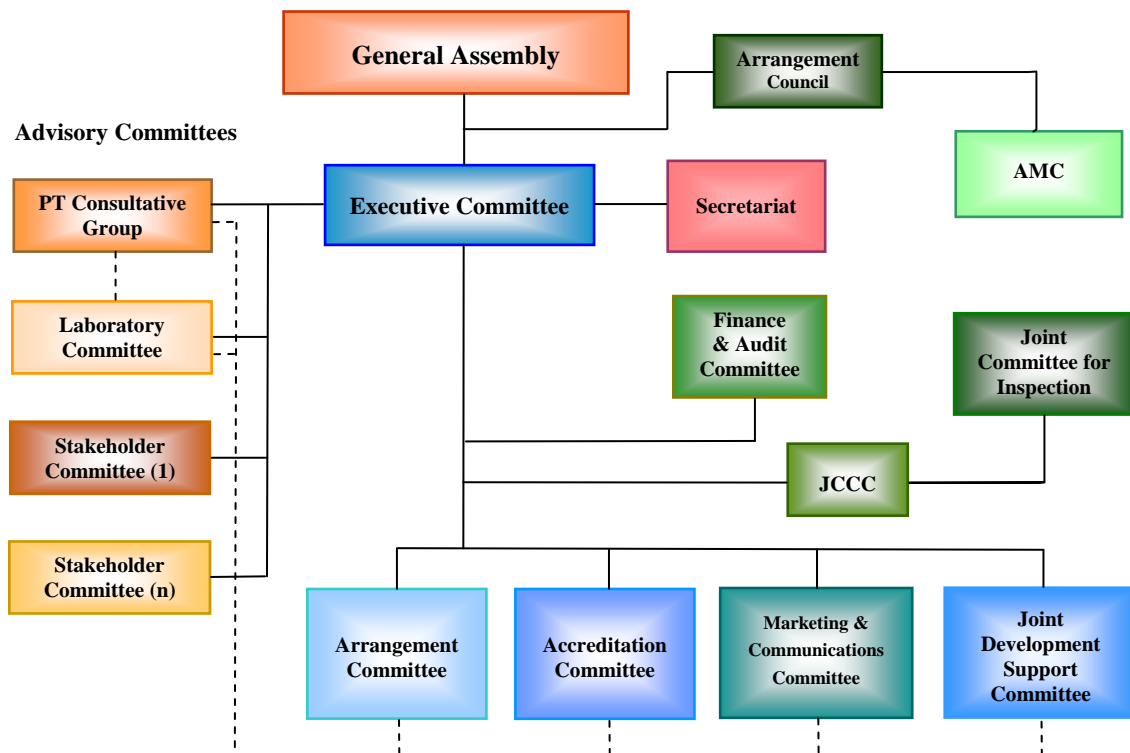 General Assembly
Arrangement
Council
Advisory Committees
AMC
PT Consultative
Group
Executive Committee
Secretariat
Laboratory
Committee
Finance
& Audit
Committee
Joint
Committee for
Inspection
Stakeholder
Committee (1)
JCCC
Stakeholder
Committee (n)
Arrangement
Committee
Accreditation
Committee
Marketing &
Communications
Committee
Joint
Development
Support
Committee